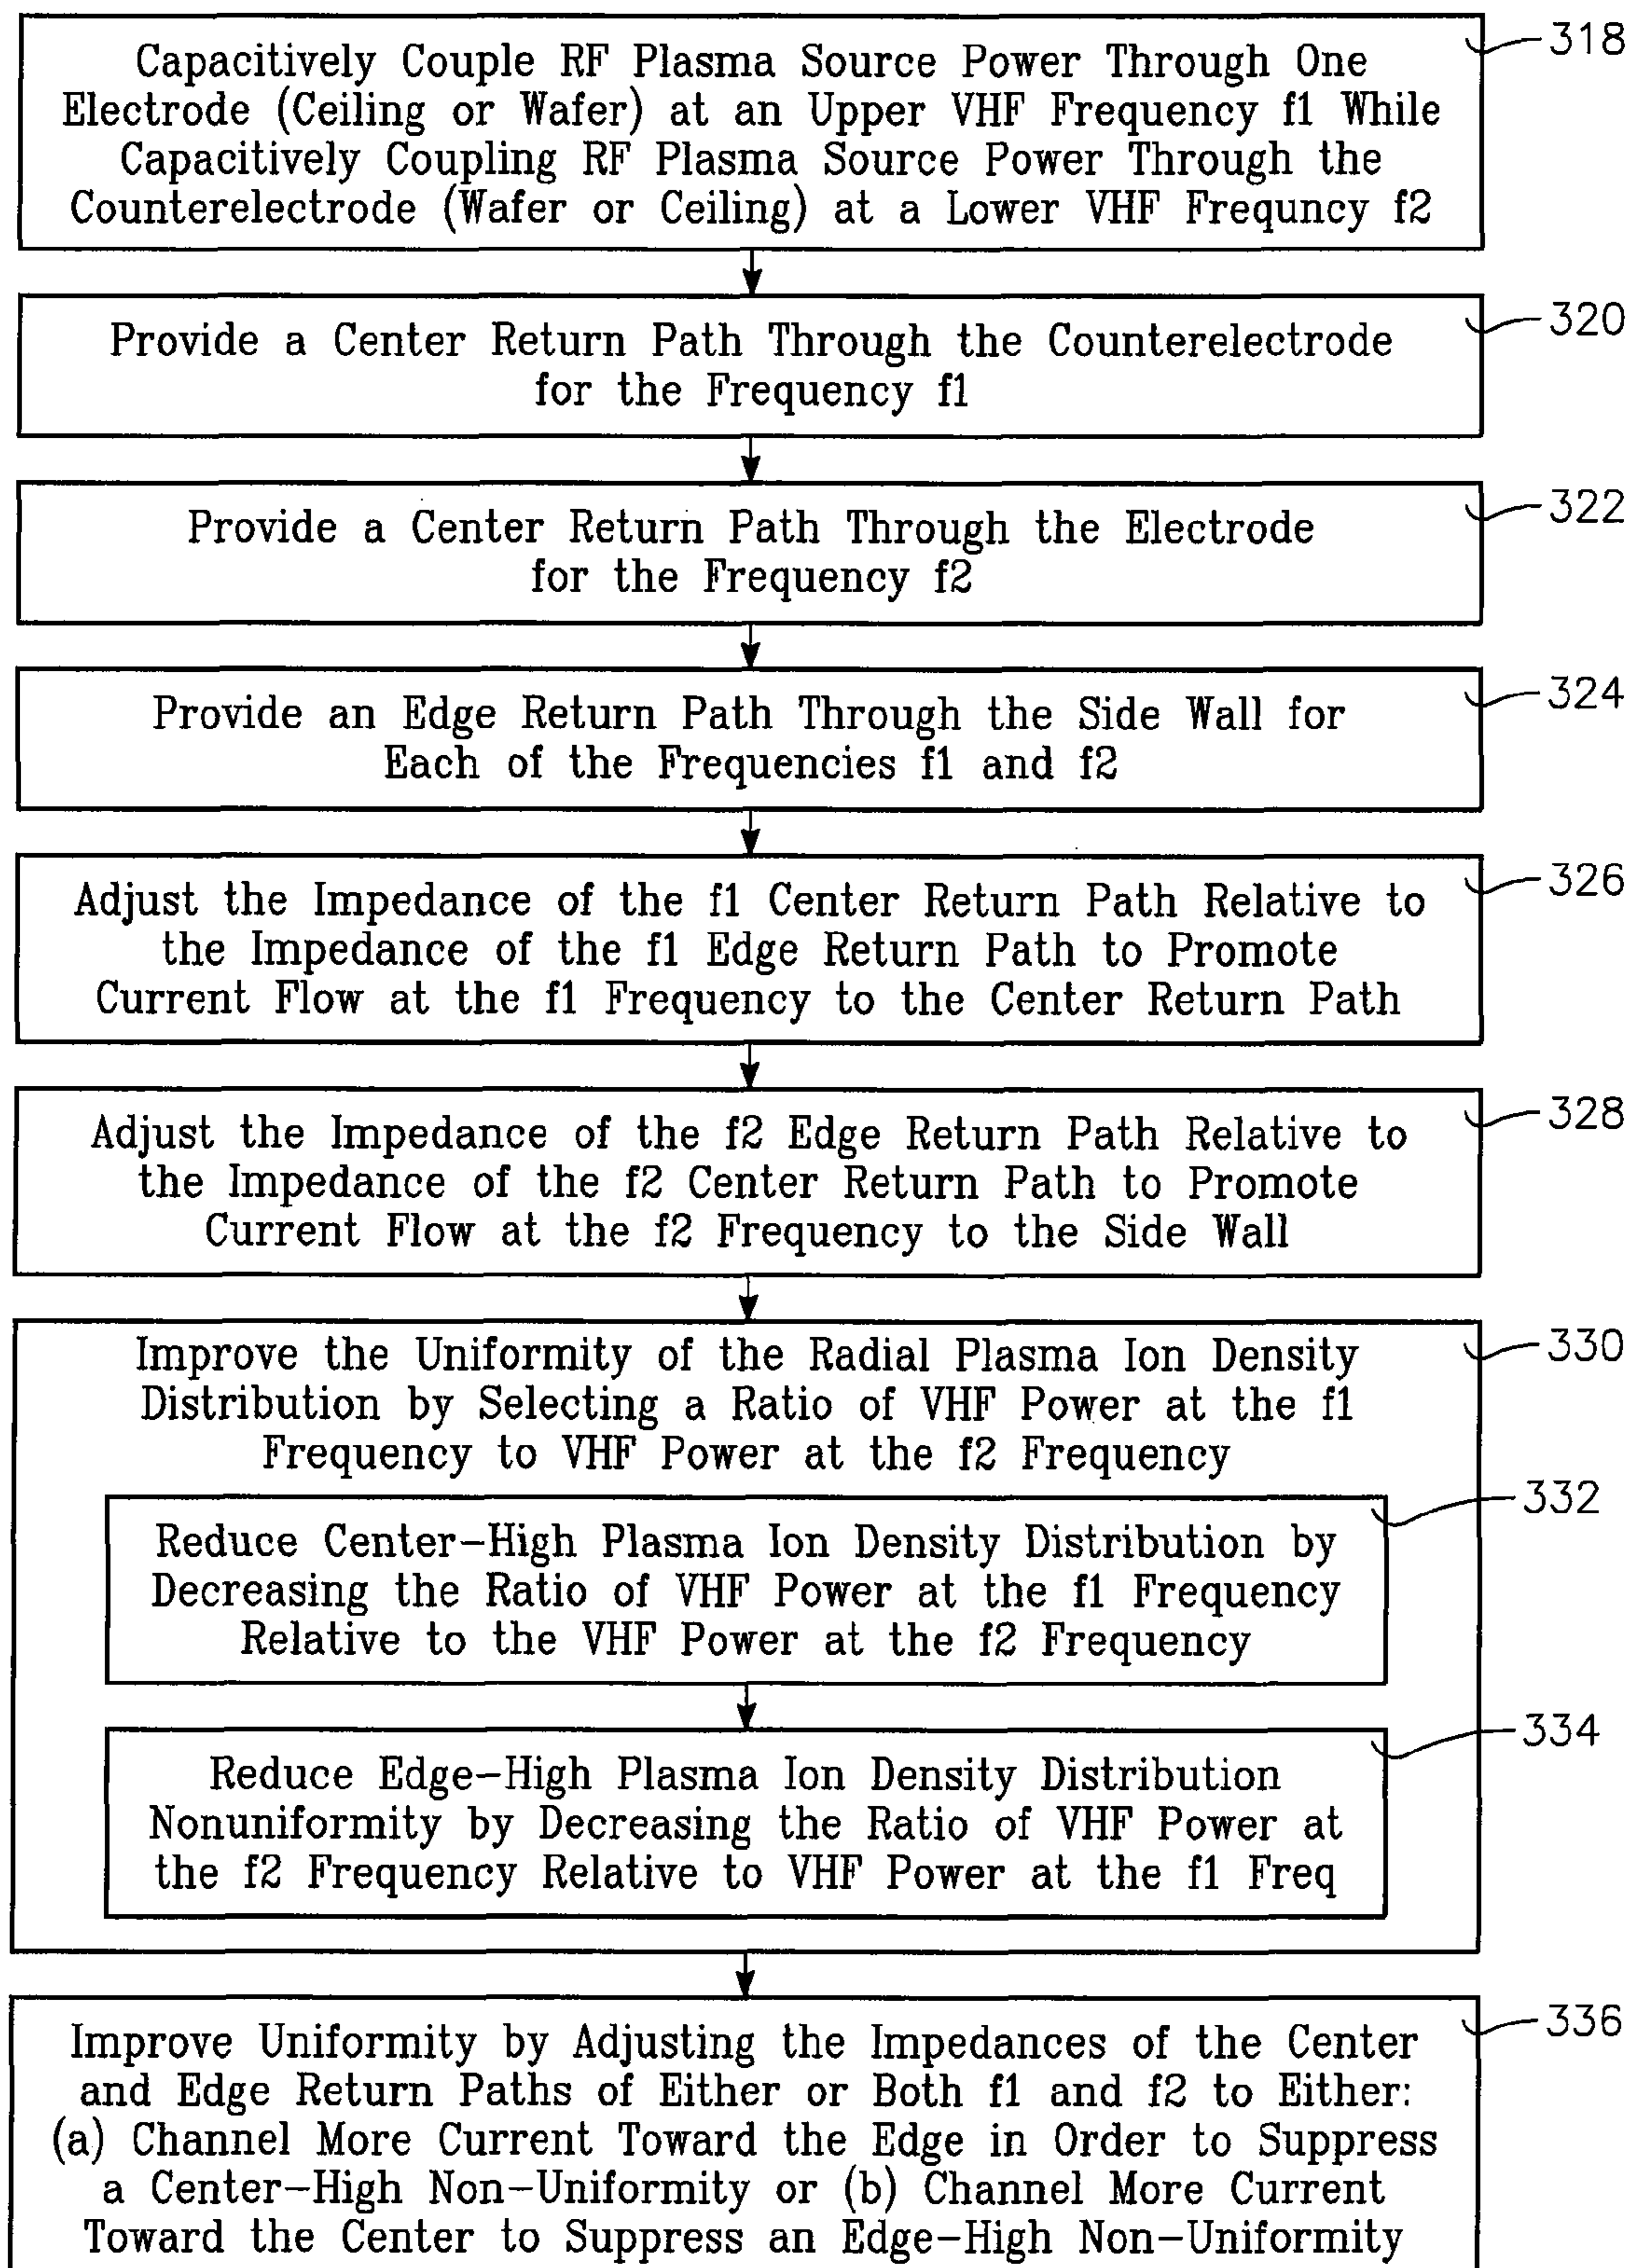 Capacitively Couple RF Plasma Source Power Through One
Electrode (Ceiling or Wafer) at an Upper VHF Frequency f1 While
Capacitively Coupling RF Plasma Source Power Through the
Counterelectrode (Wafer or Ceiling) at a Lower VHF Frequncy f2
318
Provide a Center Return Path Through the Counterelectrode
for the Frequency f1
320
Provide a Center Return Path Through the Electrode
for the Frequency f2
322
Provide an Edge Return Path Through the Side Wall for
Each of the Frequencies f1 and f2
324
Adjust the Impedance of the f1 Center Return Path Relative to
the Impedance of the f1 Edge Return Path to Promote
Current Flow at the f1 Frequency to the Center Return Path
326
Adjust the Impedance of the f2 Edge Return Path Relative to
the Impedance of the f2 Center Return Path to Promote
Current Flow at the f2 Frequency to the Side Wall
328
Improve the Uniformity of the Radial Plasma Ion Density
Distribution by Selecting a Ratio of VHF Power at the f1
Frequency to VHF Power at the f2 Frequency
330
Reduce Center-High Plasma Ion Density Distribution by
Decreasing the Ratio of VHF Power at the f1 Frequency
Relative to the VHF Power at the f2 Frequency
332
Reduce Edge-High Plasma Ion Density Distribution
Nonuniformity by Decreasing the Ratio of VHF Power at
the f2 Frequency Relative to VHF Power at the f1 Freq
334
Improve Uniformity by Adjusting the Impedances of the Center
and Edge Return Paths of Either or Both f1 and f2 to Either:
(a) Channel More Current Toward the Edge in Order to Suppress
a Center-High Non-Uniformity or (b) Channel More Current
Toward the Center to Suppress an Edge-High Non-Uniformity
336